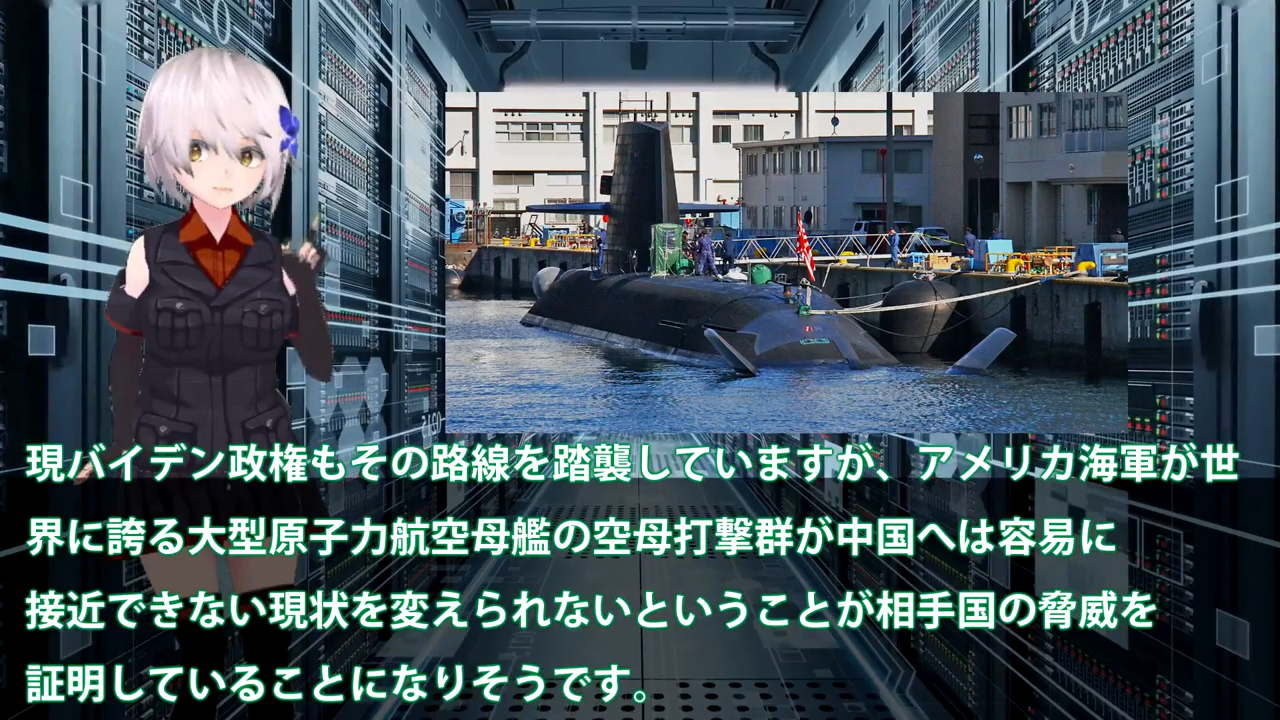 現バイデン政権もその路線を踏襲していますが、アメリカ海軍が世
界に誇る大型原子力航空母艦の空母打撃群が中国へは容易に
接近できない現状を変えられないということが相手国の脅威を
証明していることになりそうです。